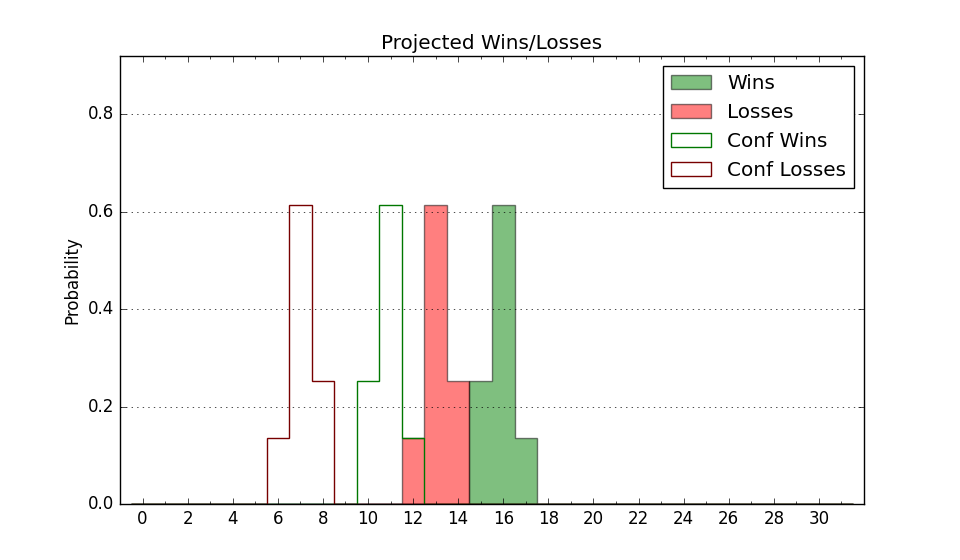 Projected Wins/Losses
Wins
Losses
Conf Wins
Conf Losses
Probability
0.8
0.6
0.4
0.2
0.0
0 2 4 6 8 10 12 14 16 18 20 22 24 26 28 30